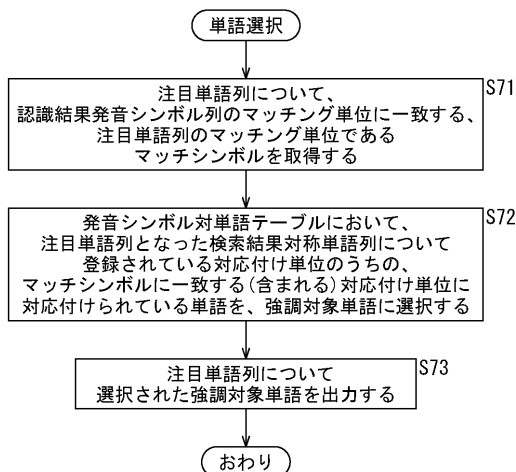 単語選択
注目単語列について、
認識結果発音シンボル列のマッチング単位に一致する、
注目単語列のマッチング単位である
マッチシンボルを取得する
S71
発音シンボル対単語テーブルにおいて、
注目単語列となった検索結果対称単語列について
登録されている対応付け単位のうちの、
マッチシンボルに一致する(含まれる)対応付け単位に
対応付けられている単語を、強調対象単語に選択する
S72
注目単語列について
選択された強調対象単語を出力する
S73
おわり